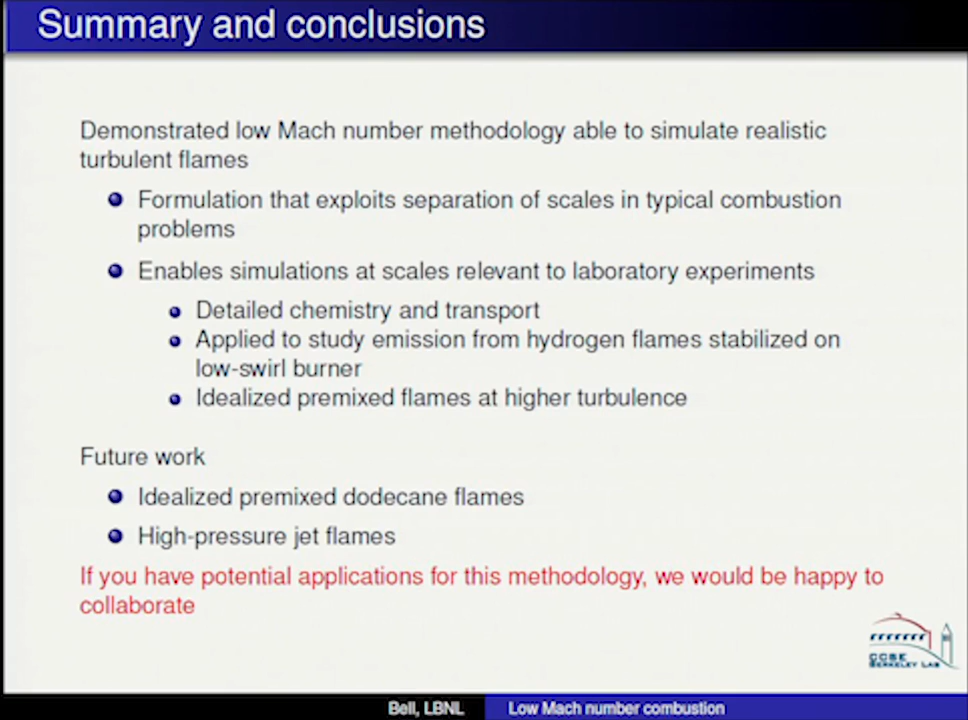 Summary and conclusions
Demonstrated low Mach number methodology able to simulate realistic
turbulent flames
Formulation that exploits separation of scales in typical combustion
problems
Enables simulations at scales relevant to laboratory experiments
Detailed chemistry and transport
Applied to study emission from hydrogen flames stabilized on
low-swirl burner
Idealized premixed flames at higher turbulence
Future work
Idealized premixed dodecane flames
High-pressure jet flames
If you have potential applications for this methodology, we would be happy to
collaborate
CCSE
BERKELEY LAB
Bell, LBNL
Low Mach number combustion